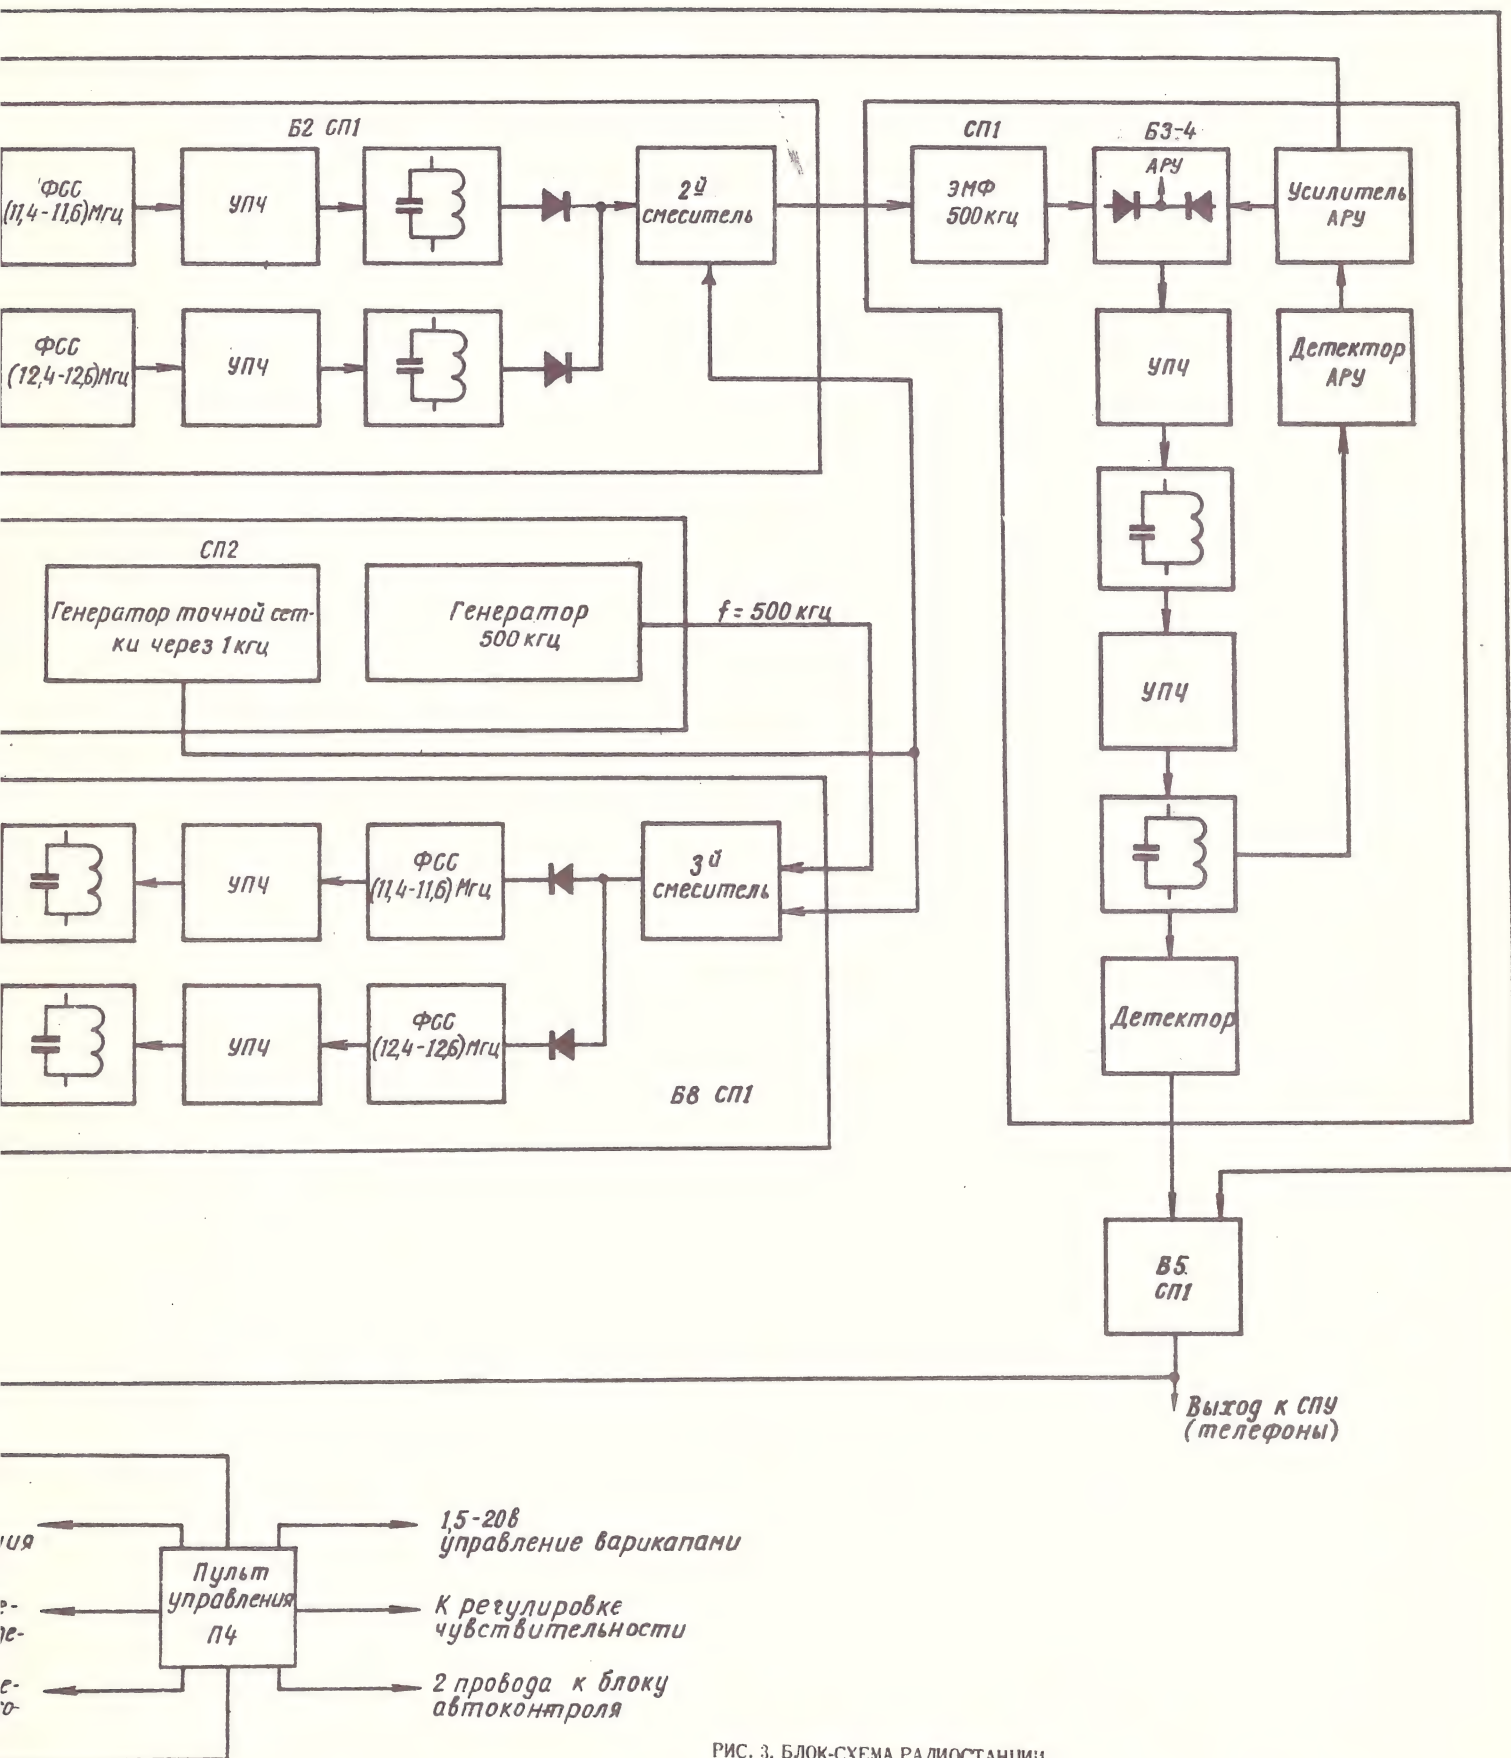 Б2 СП1
ФСС
(11,4-11,6)Мгц
УПЧ
2й
смеситель
СП1
Б3-4
ЭМФ
500кгц
АРУ
Усилитель
АРУ
ФСС
(12,4-12,6)Мгц
УПЧ
УПЧ
Детектор
АРУ
СП2
Генератор точной сет-
ки через 1кгц
Генератор
500кгц
f=500кгц
УПЧ
УПЧ
ФСС
(11,4-11,6)Мгц
3й
смеситель
УПЧ
ФСС
(12,4-12,6)Мгц
Б8 СП1
Детектор
В5.
СП1
Выход к СПУ
(телефоны)
1,5-20в
управление варикапами
ия
Пульт
управления
П4
К регулировке
чувствительности
е-
2 провода к блоку
автоконтроля
е-
о-
РИС. 3. БЛОК-СХЕМА РАДИОСТАНЦИИ